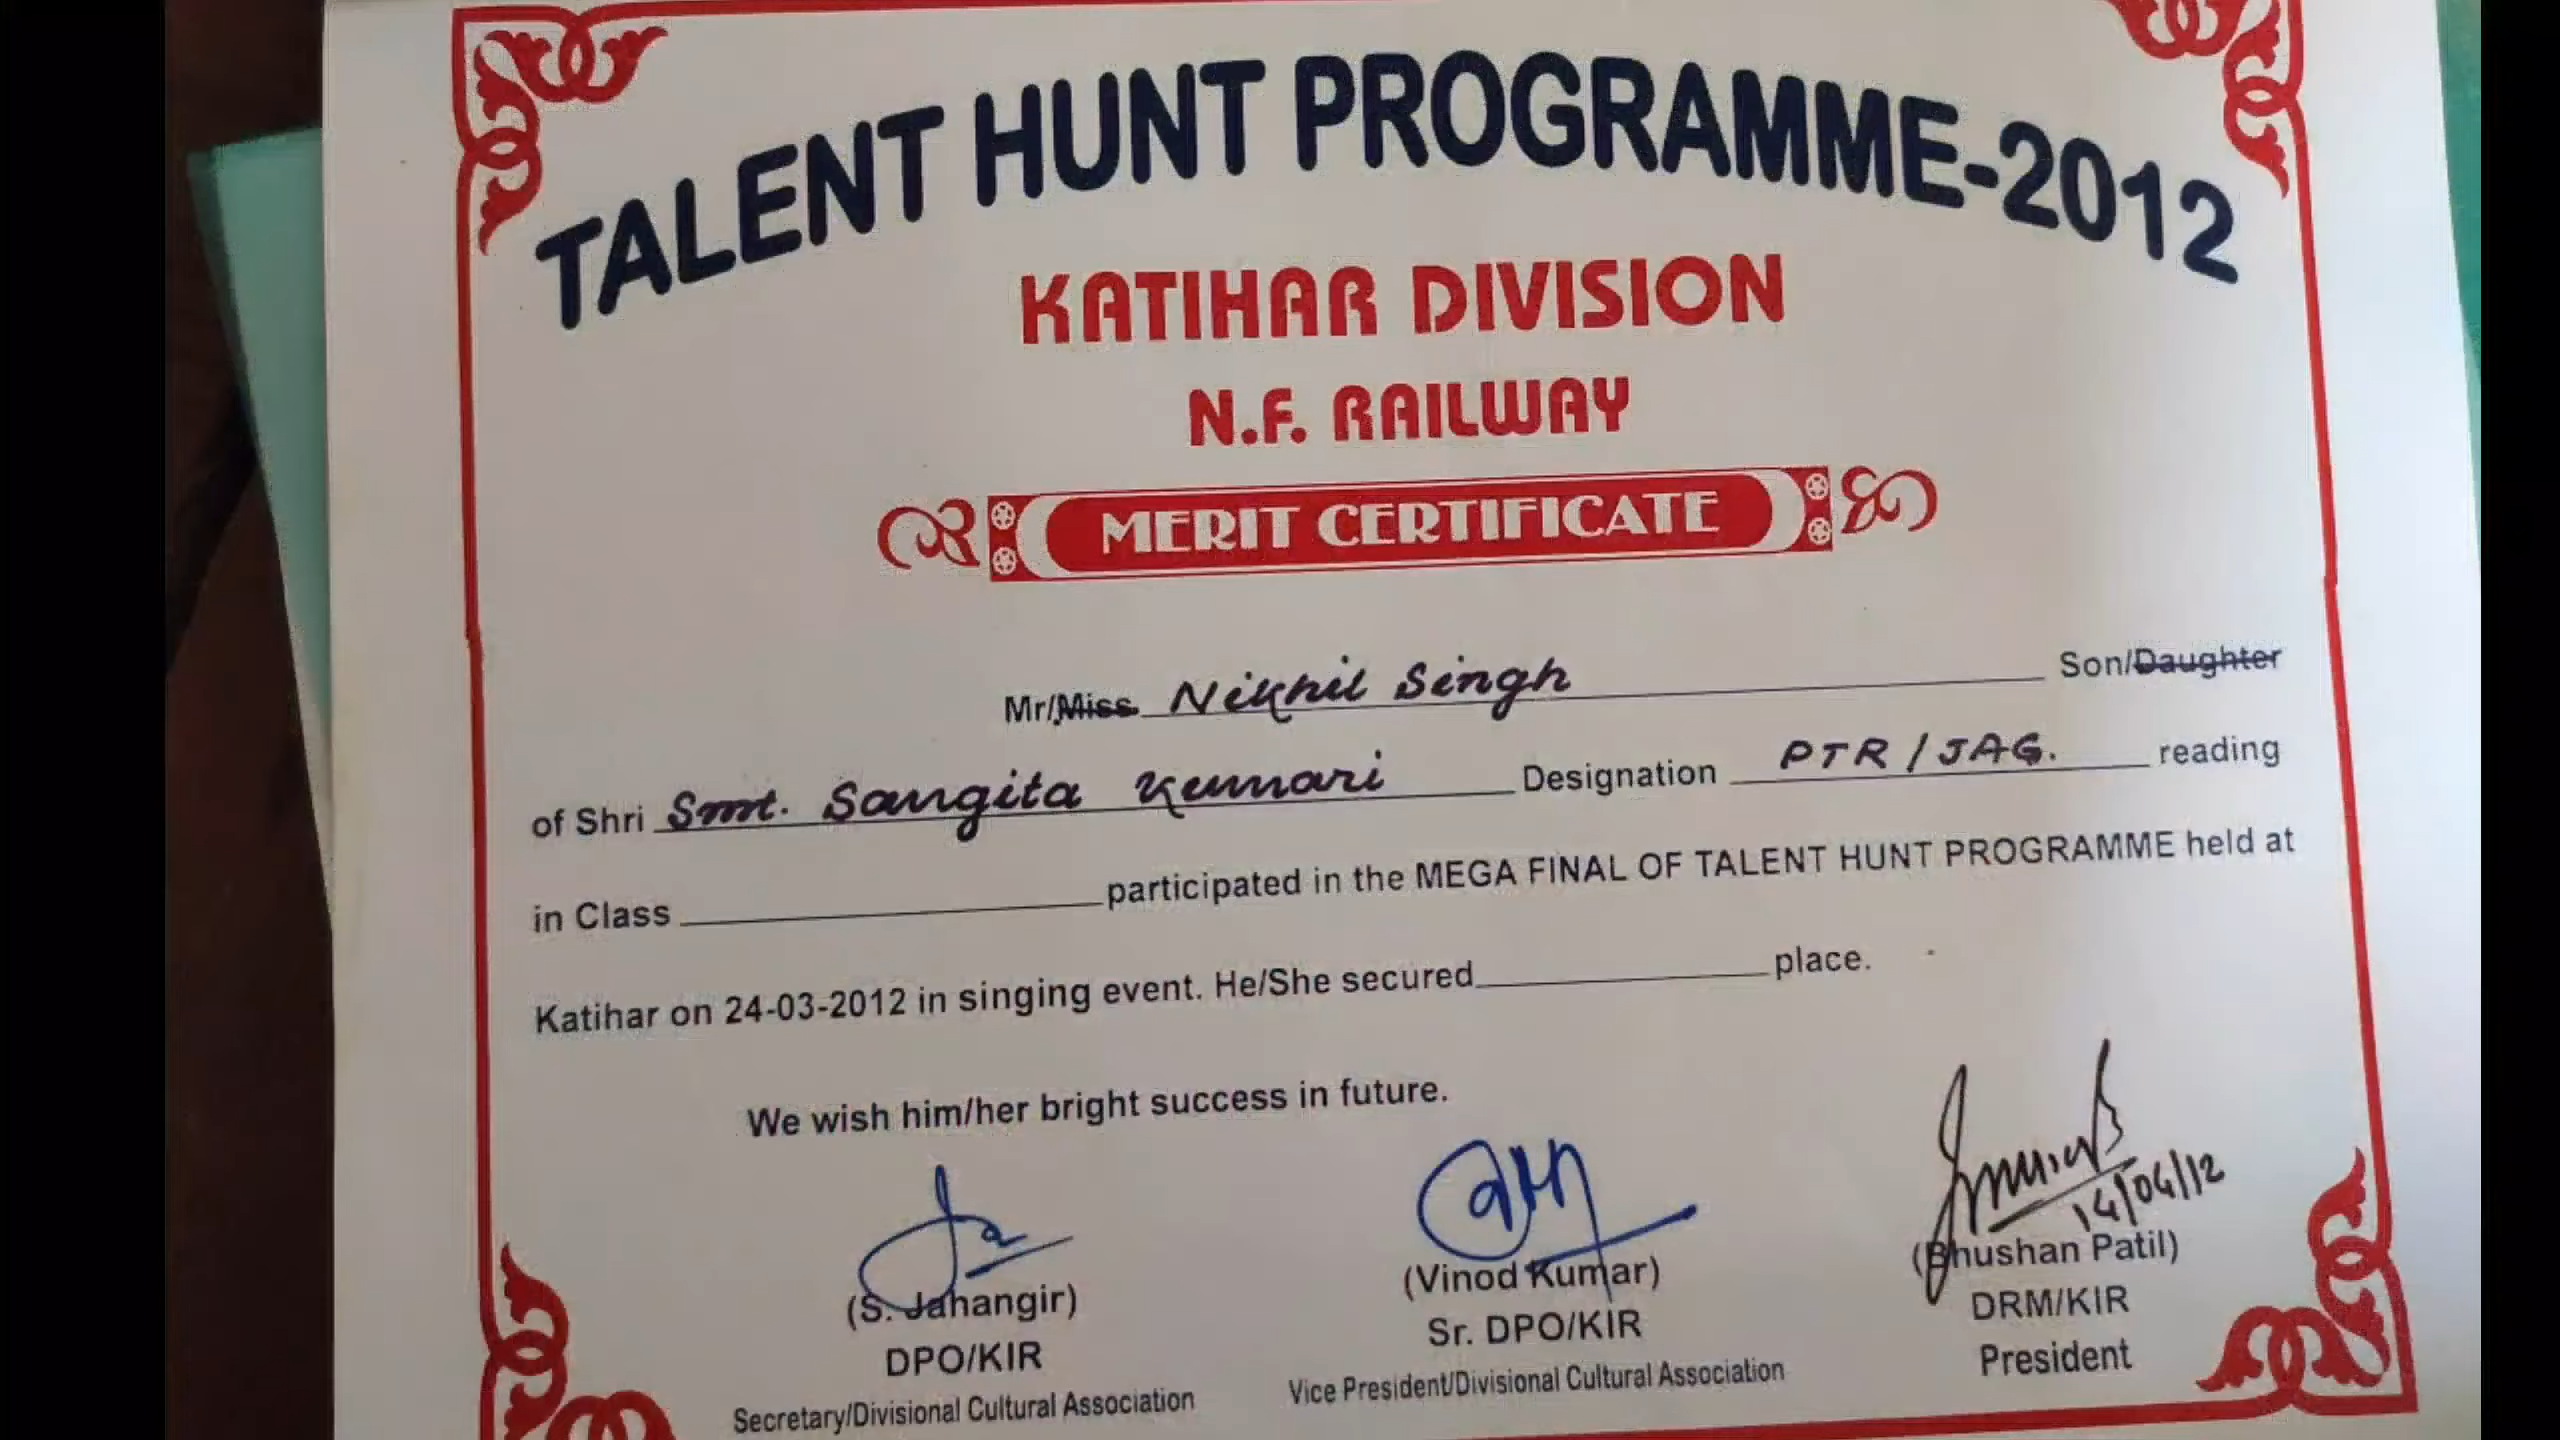 TALENT HUNT PROGRAMME-2012
KATIHAR DIVISION
N.F. RAILWAY
MERIT CERTIFICATE
Mr/Miss Nikhil Singh Son/Daughter
of Shri Smt. Sangita Kumari Designation PTR/JAG. reading
in Class participated in the MEGA FINAL OF TALENT HUNT PROGRAMME held at
Katihar on 24-03-2012 in singing event. He/She secured place.
We wish him/her bright success in future.
14/04/12
(S. Jahangir) (Vinod Kumar) (Bhushan Patil)
DPO/KIR Sr. DPO/KIR DRM/KIR
Secretary/Divisional Cultural Association Vice President/Divisional Cultural Association President